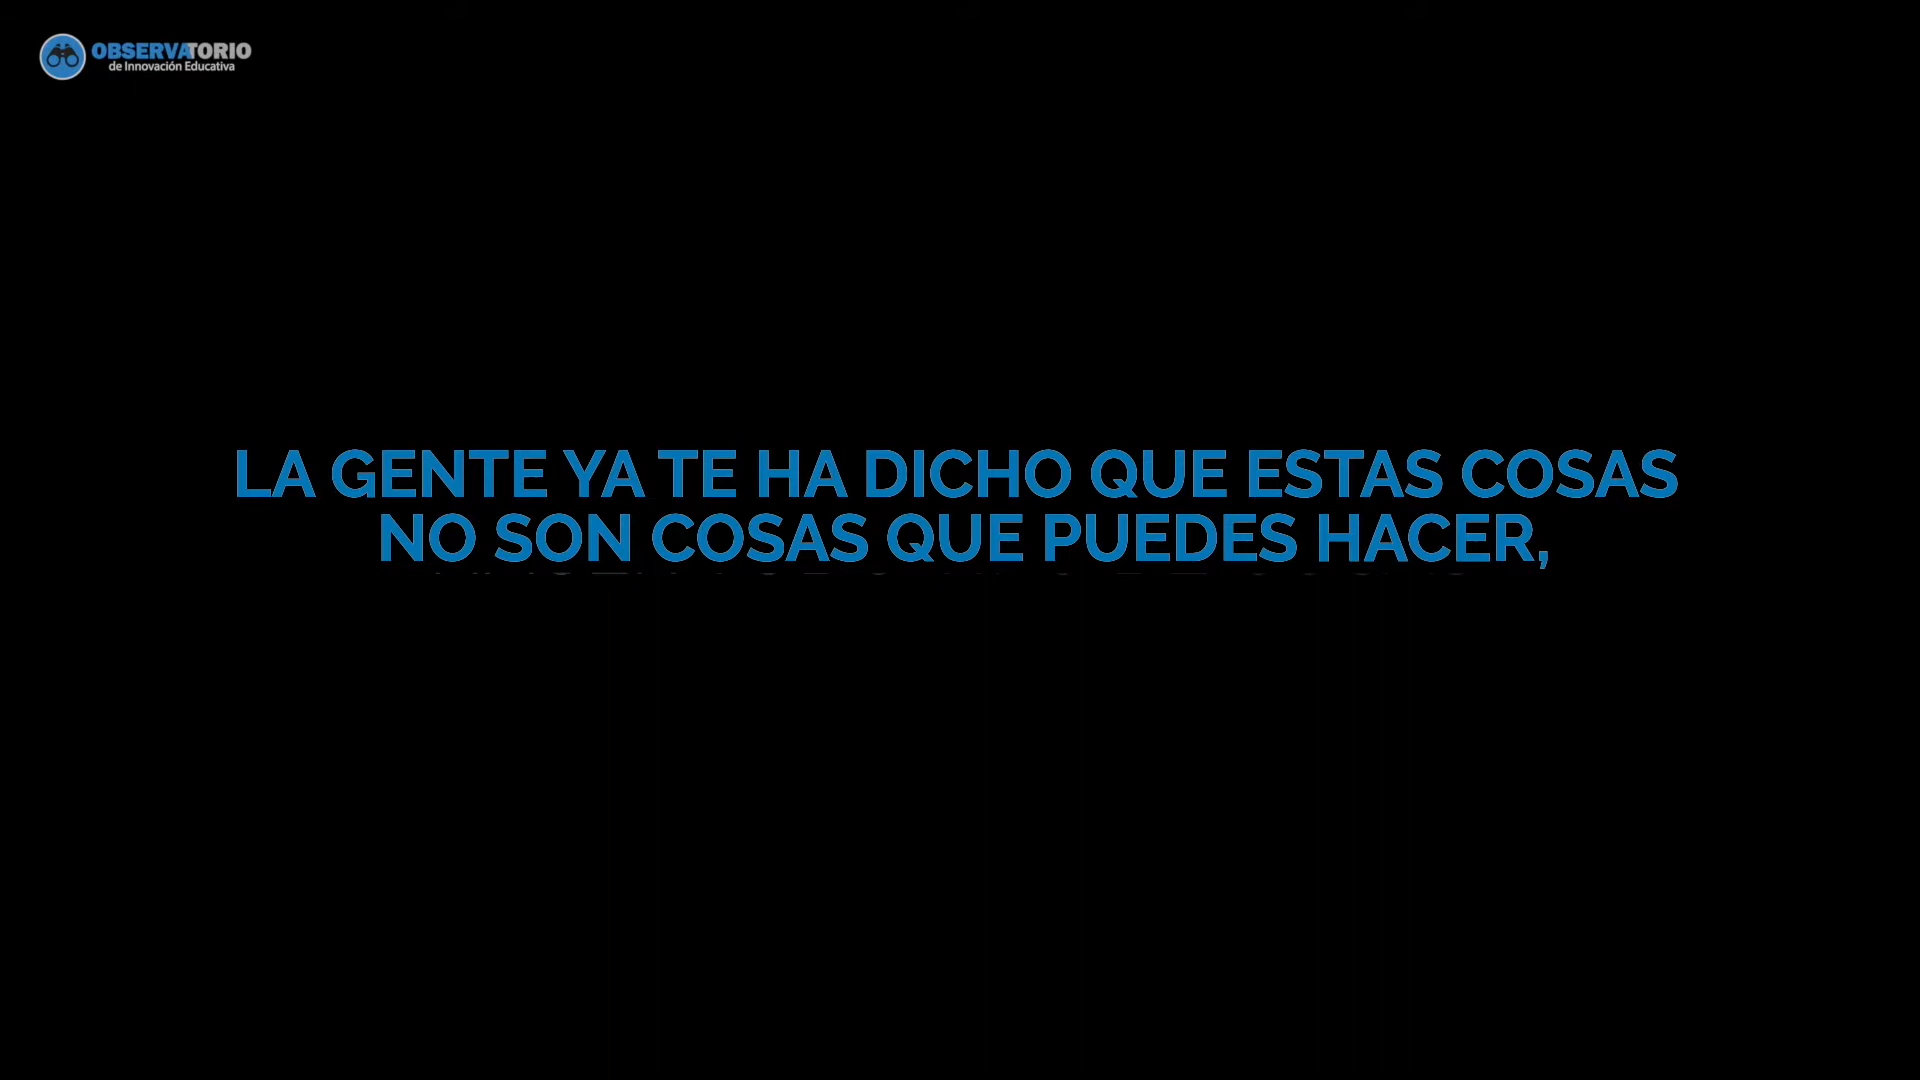 OBSERVATORIO
de Innovación Educativa
LA GENTE YA TE HA DICHO QUE ESTAS COSAS
NO SON COSAS QUE PUEDES HACER,